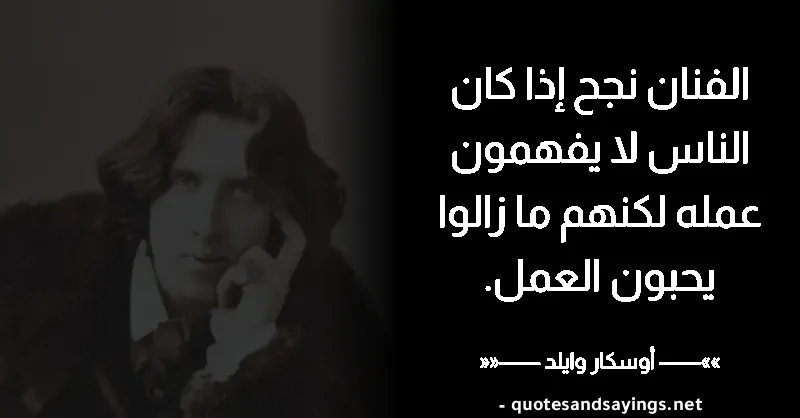 الفنان نجح إذا كان
الناس لا يفهمون
عمله لكنهم ما زالوا
يحبون العمل.
»»—— أوسكار وايلد ——««
- quotesandsayings.net